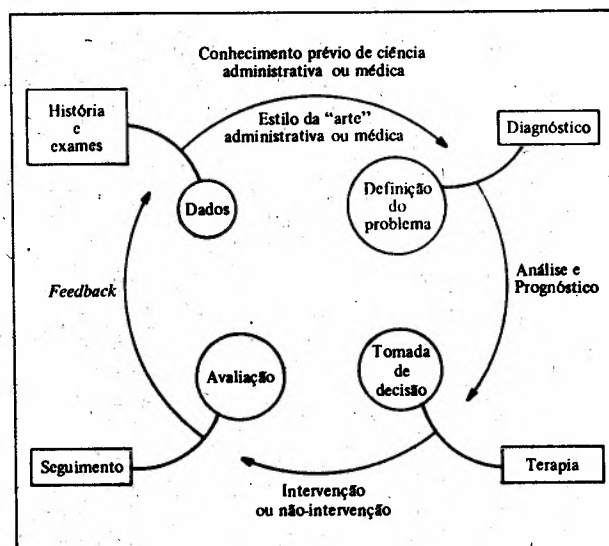 Conhecimento prévio de ciência
administrativa ou médica
Estilo da "arte"
administrativa ou médica
História
e
exames
Diagnóstico
Dados
Definição
do
problema
Feedback
Análise e
Prognóstico
Avaliação
Tomada
de
decisão
Seguimento
Terapia
Intervenção
ou não-intervenção